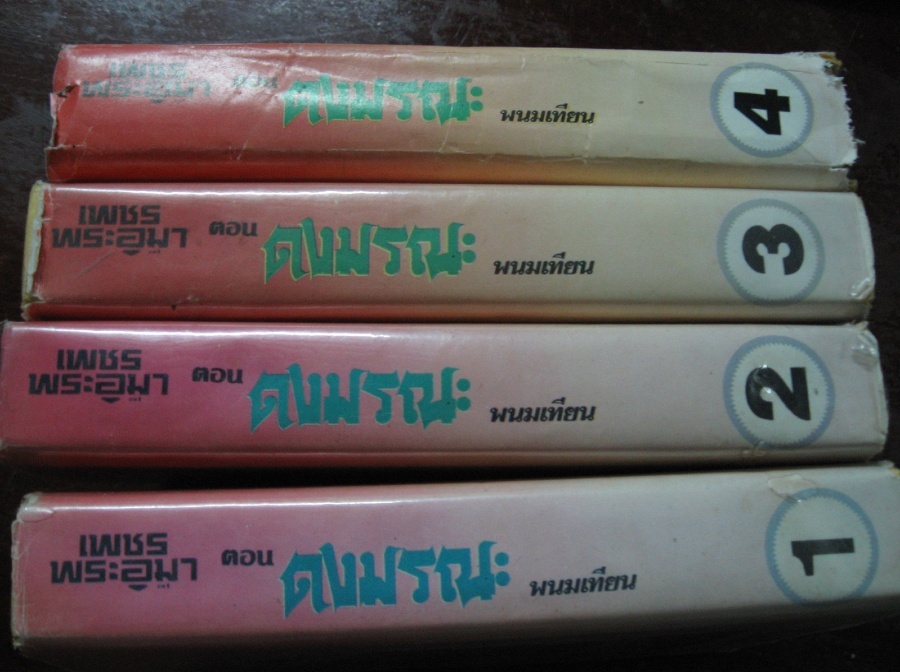 เพชร
พระอุมา ตอน ดงมรณะ พนมเทียน 4
เพชร
พระอุมา ตอน ดงมรณะ พนมเทียน 3
เพชร
พระอุมา ตอน ดงมรณะ พนมเทียน 2
เพชร
พระอุมา ตอน ดงมรณะ พนมเทียน 1